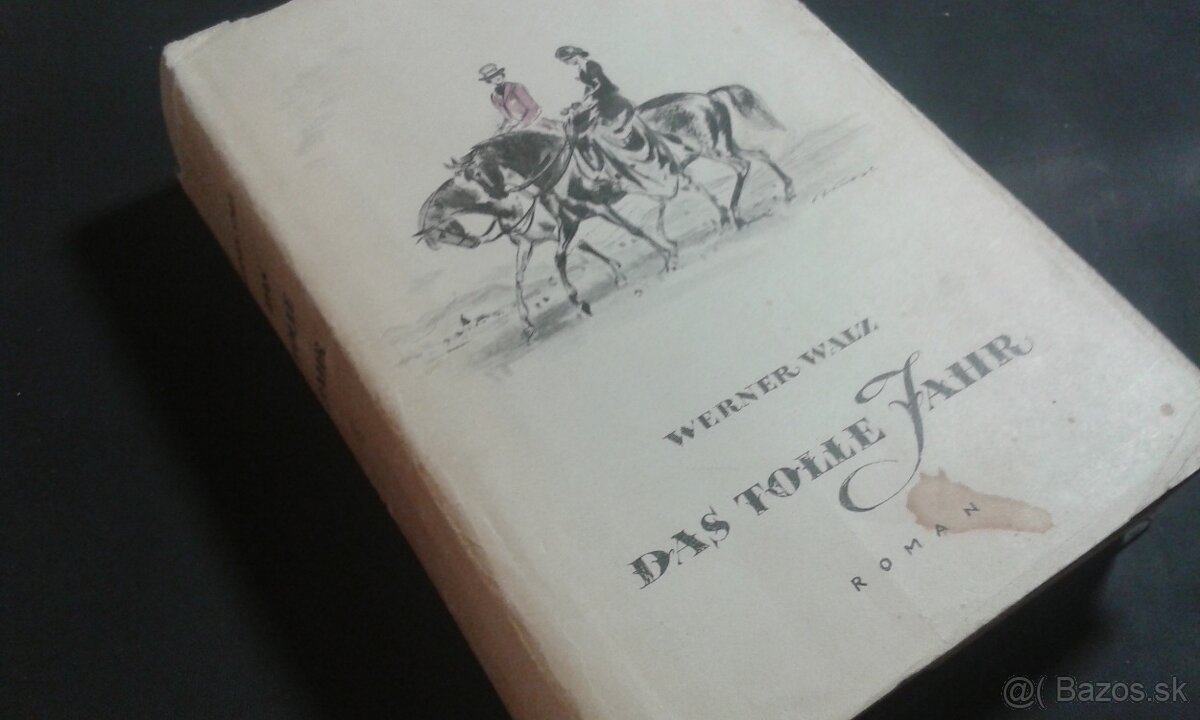 WERNER WALZ
DAS TOLLE JAHR
ROMAN
@( Bazos.sk